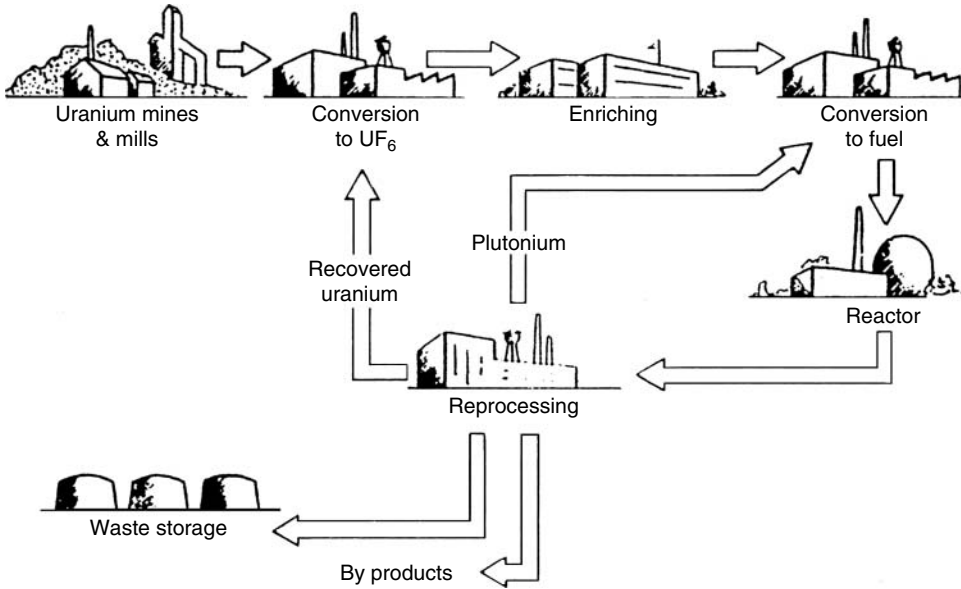 Uranium mines
& mills
Conversion
to UF₆
Enriching
Conversion
to fuel
Plutonium
Recovered
uranium
Reactor
Reprocessing
Waste storage
By products